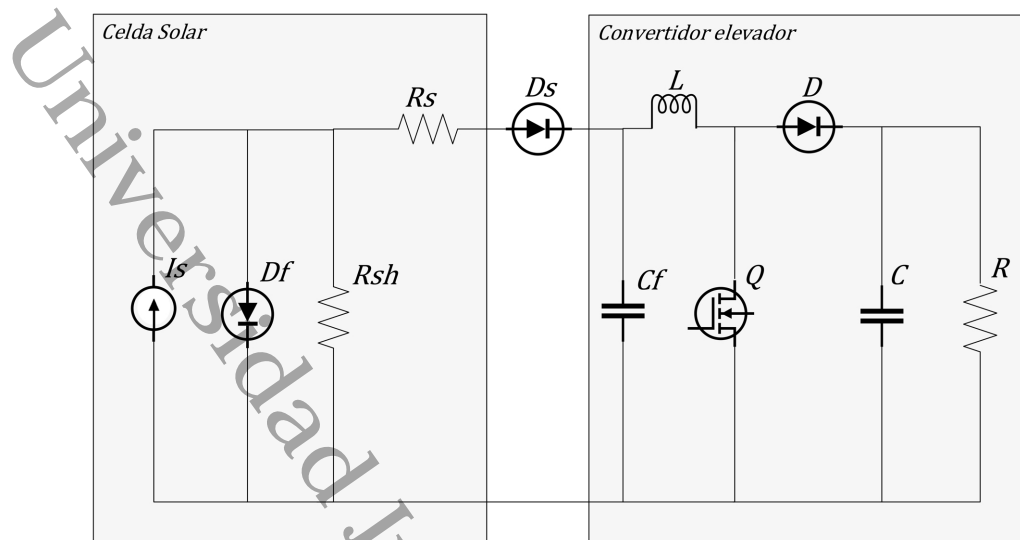 Celda Solar
Convertidor elevador
Rs
Ds
L
D
Is
Df
Rsh
Cf
Q
C
R
Universidad